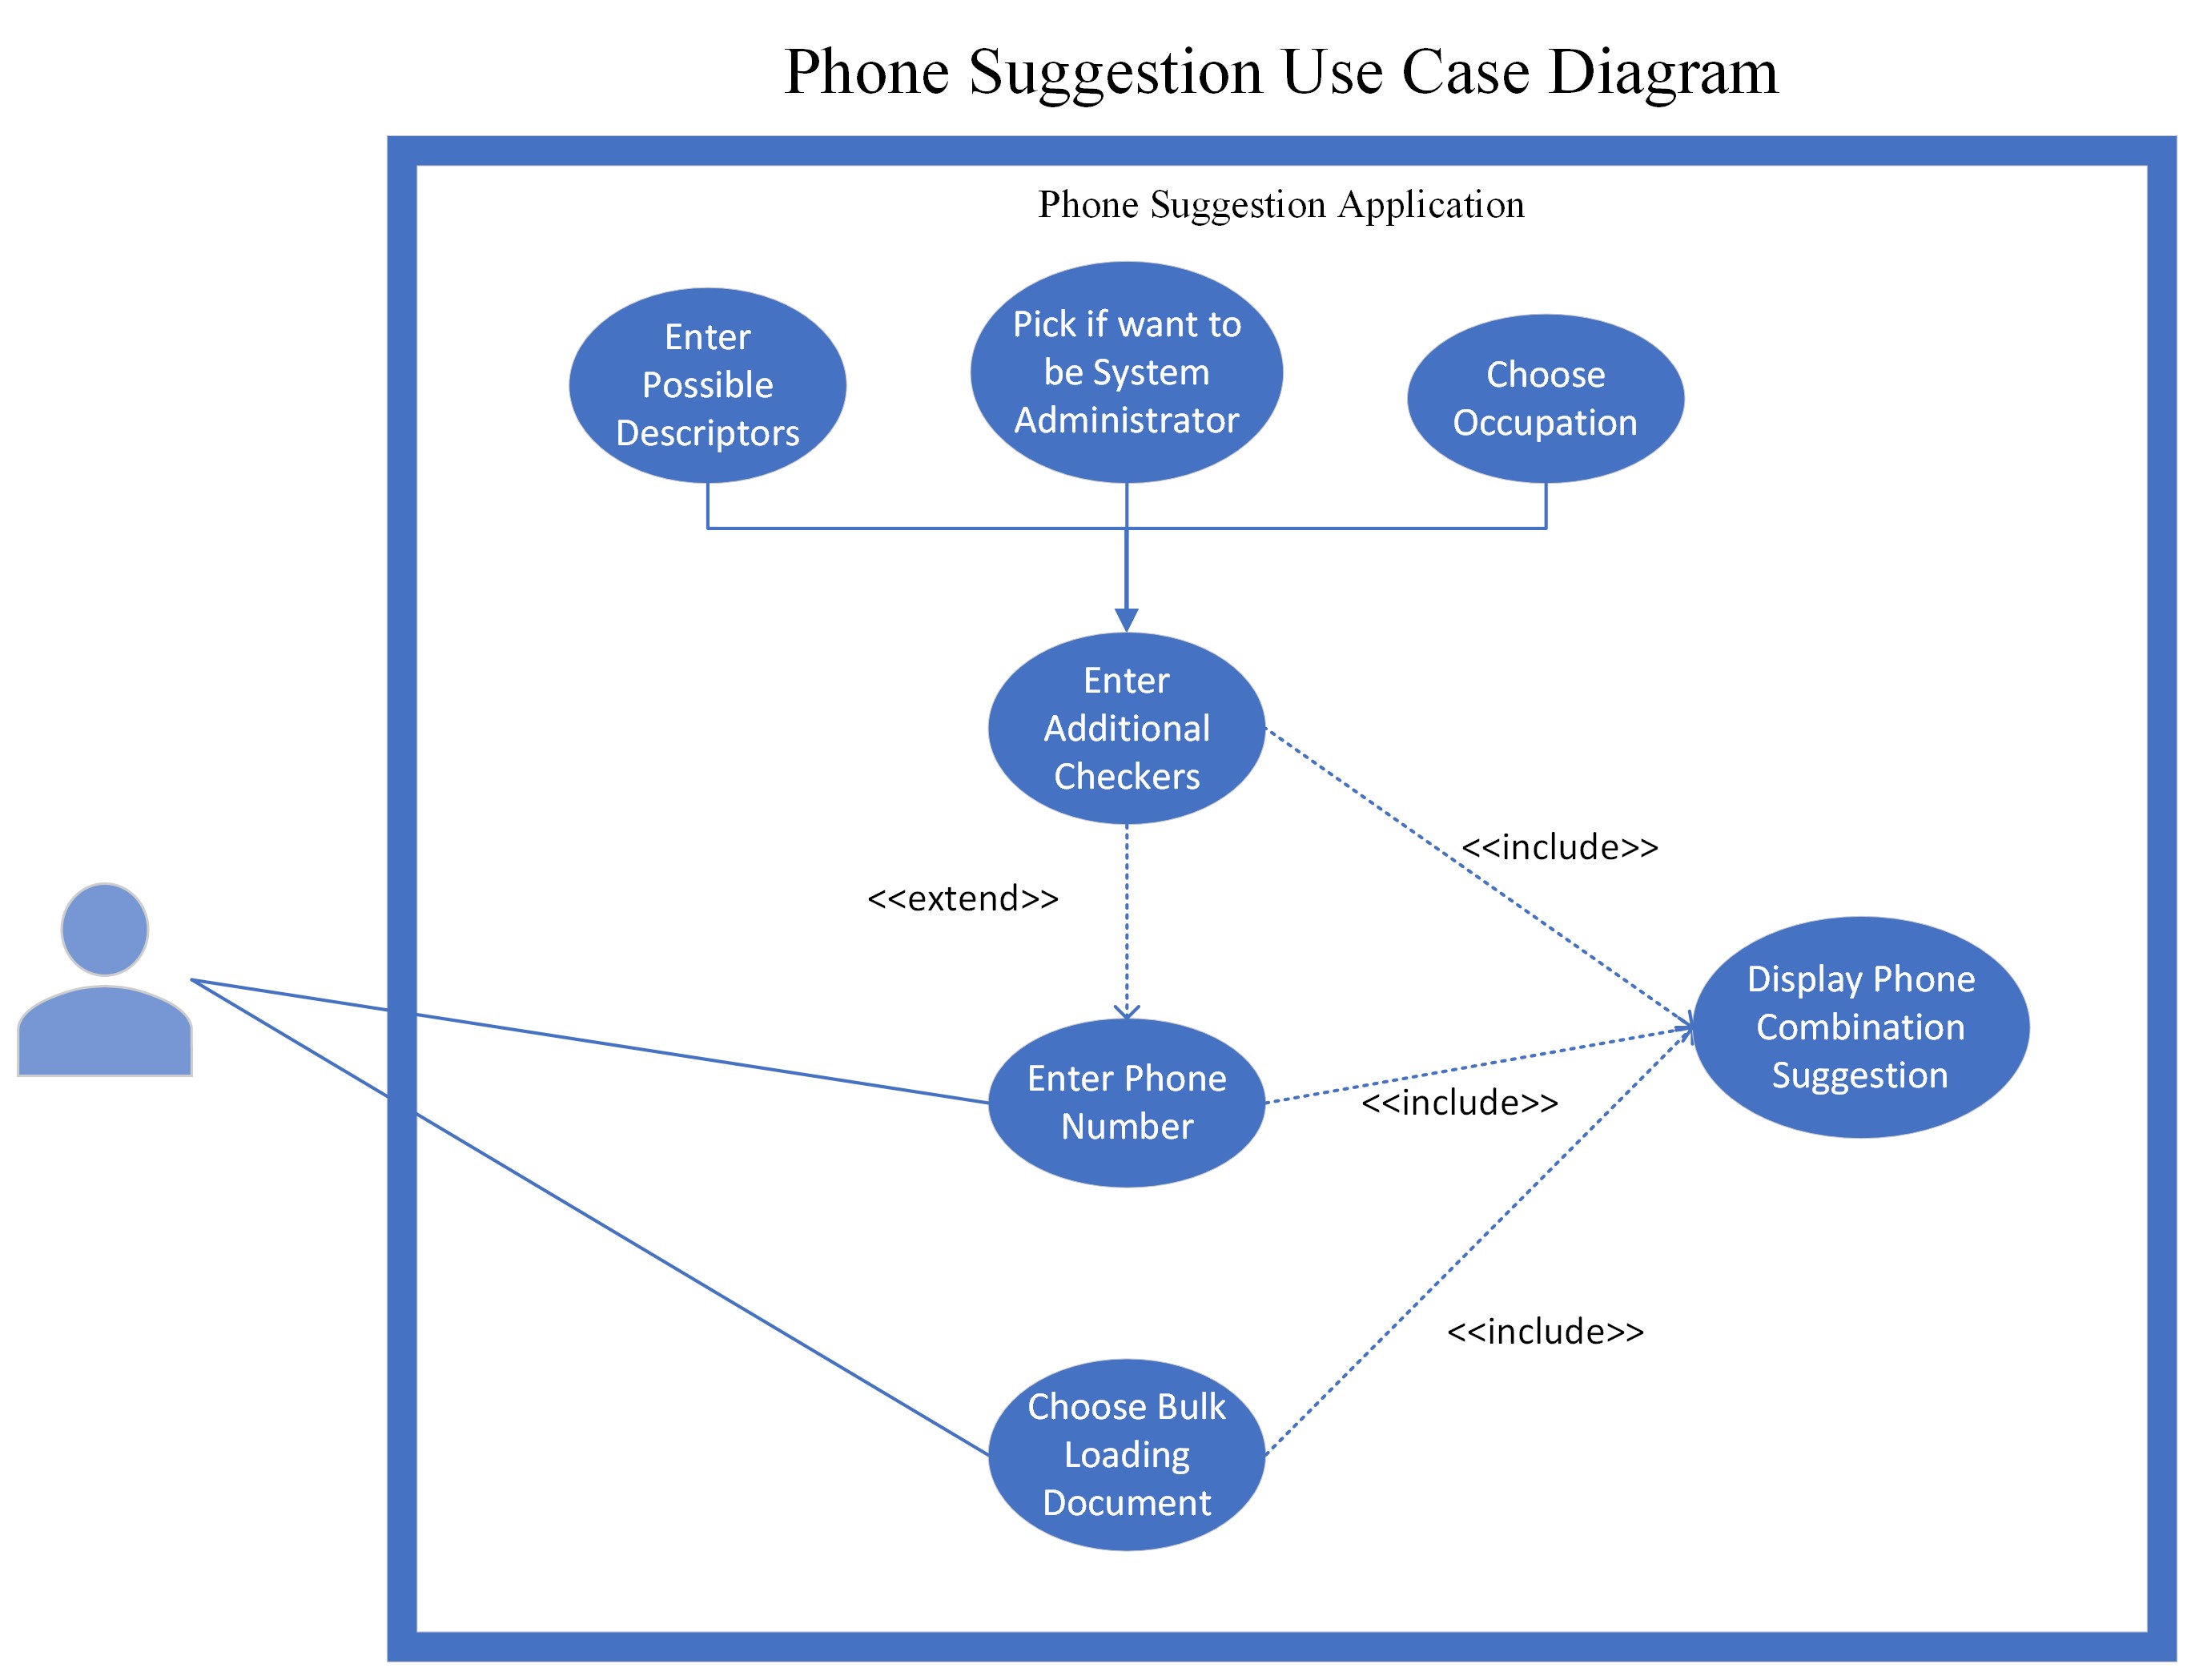 Phone Suggestion Use Case Diagram
Phone Suggestion Application
Enter
Possible
Descriptors
Pick if want to
be System
Administrator
Choose
Occupation
Enter
Additional
Checkers
<<include>>
<<extend>>
Display Phone
Combination
Suggestion
Enter Phone
Number
<<include>>
<<include>>
Choose Bulk
Loading
Document